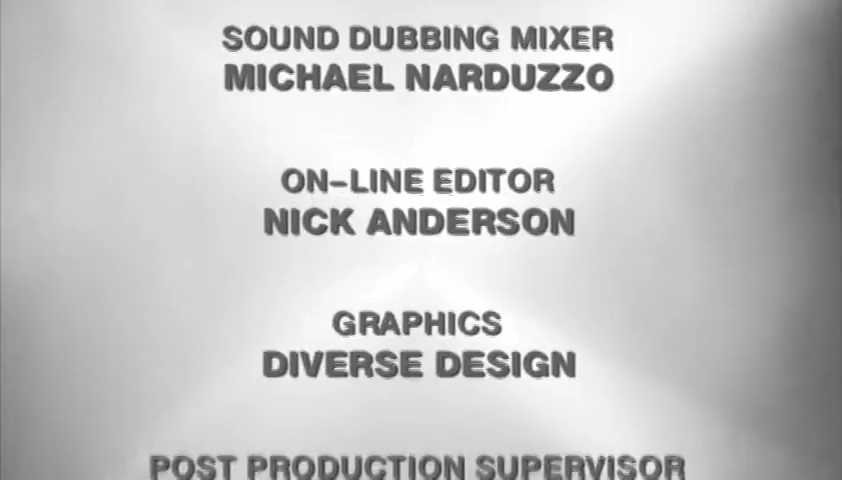 SOUND DUBBING MIXER
MICHAEL NARDUZZO
ON-LINE EDITOR
NICK ANDERSON
GRAPHICS
DIVERSE DESIGN
POST PRODUCTION SUPERVISOR